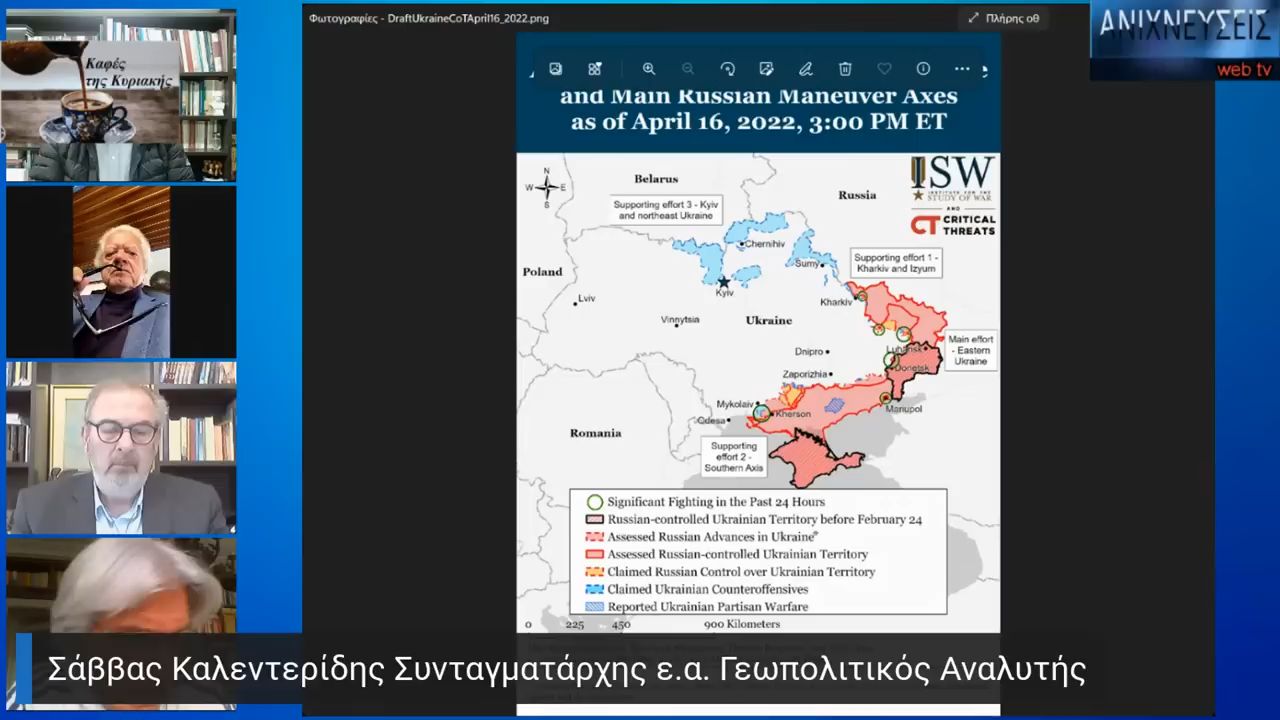 Φωτογραφίες - DraftUkraineCoTApril16_2022.png
Πλήρης οθ
ΑΝΙΧΝΕΥΣΕΙΣ
web tv
Καφές
της Κυριακής
and Main Russian Maneuver Axes
as of April 16, 2022, 3:00 PM ET
N
W
E
S
Belarus
Russia
ISW
INSTITUTE FOR THE
STUDY OF WAR
AND
CT CRITICAL
THREATS
Supporting effort 3 - Kyiv
and northeast Ukraine
Chernihiv
Sumy
Supporting effort 1 -
Kharkiv and Izyum
Poland
Kyiv
Lviv
Kharkiv
Vinnytsia
Ukraine
Main effort
- Eastern
Ukraine
Luhansk
Dnipro
Donetsk
Zaporizhia
Mykolaiv
Kherson
Mariupol
Odesa
Romania
Supporting
effort 2 -
Southern Axis
Significant Fighting in the Past 24 Hours
Russian-controlled Ukrainian Territory before February 24
Assessed Russian Advances in Ukraine*
Assessed Russian-controlled Ukrainian Territory
Claimed Russian Control over Ukrainian Territory
Claimed Ukrainian Counteroffensives
Reported Ukrainian Partisan Warfare
0 225 450 900 Kilometers
Σάββας Καλεντερίδης Συνταγματάρχης ε.α. Γεωπολιτικός Αναλυτής